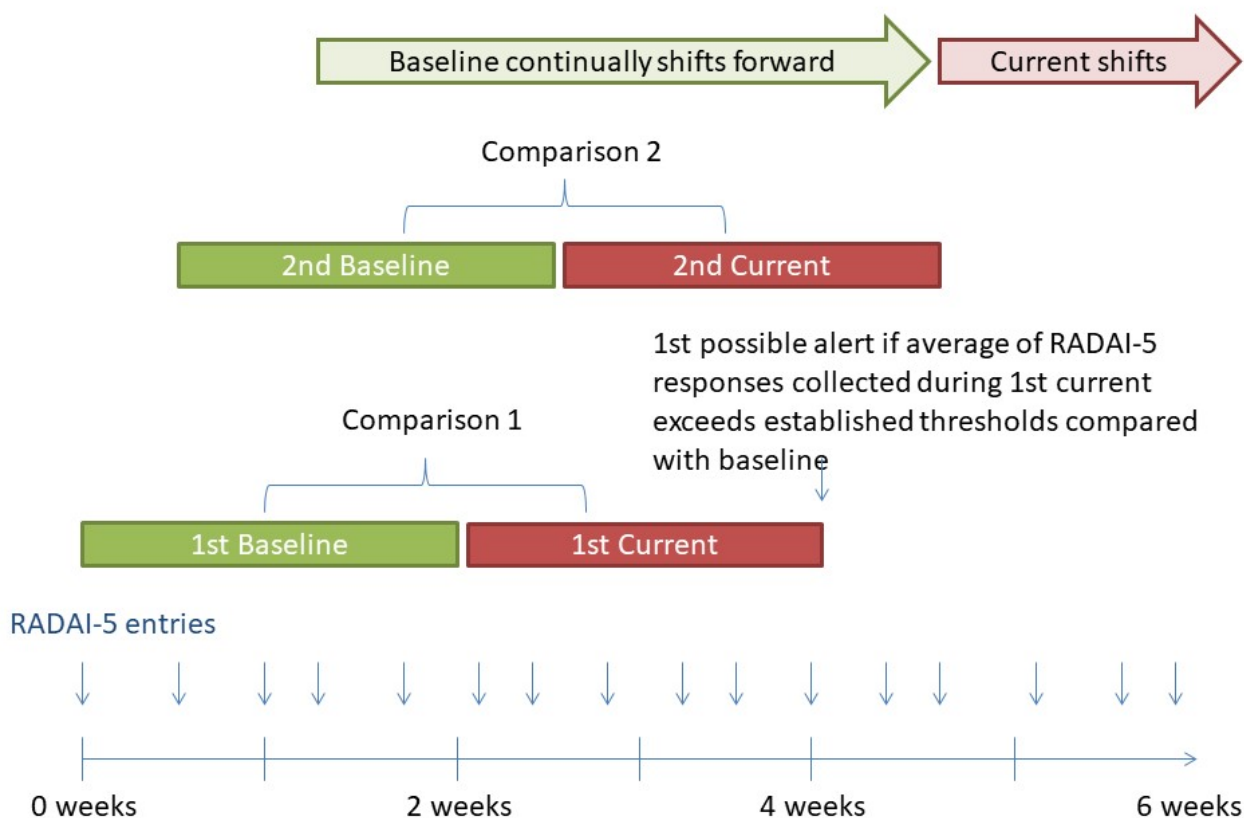 Baseline continually shifts forward
Current shifts
Comparison 2
2nd Baseline
2nd Current
1st possible alert if average of RADAI-5
responses collected during 1st current
exceeds established thresholds compared
with baseline
Comparison 1
1st Baseline
1st Current
RADAI-5 entries
0 weeks
2 weeks
4 weeks
6 weeks